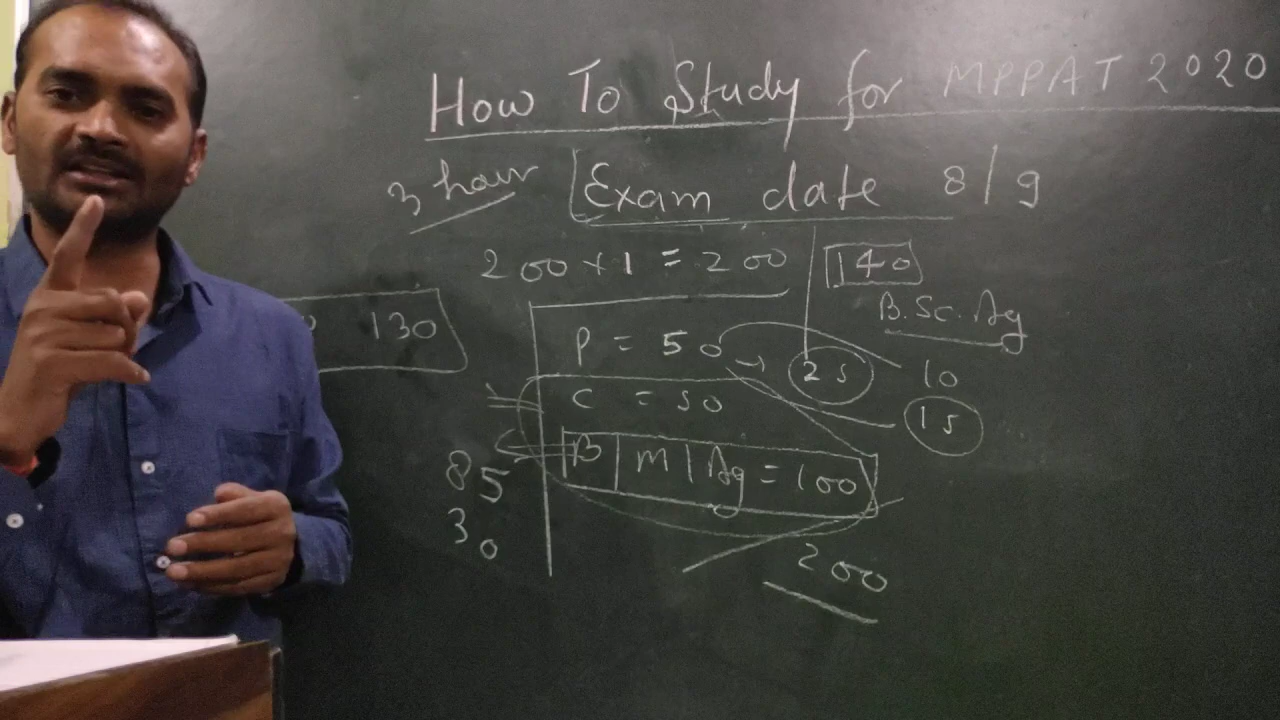 How To Study for MPPAT 2020
3 hour Exam date 8/9
200 × 1 = 200 140
B.Sc. Ag
130
P = 50 → 25 10
C = 50 15
B | M | Ag = 100
85
30
200